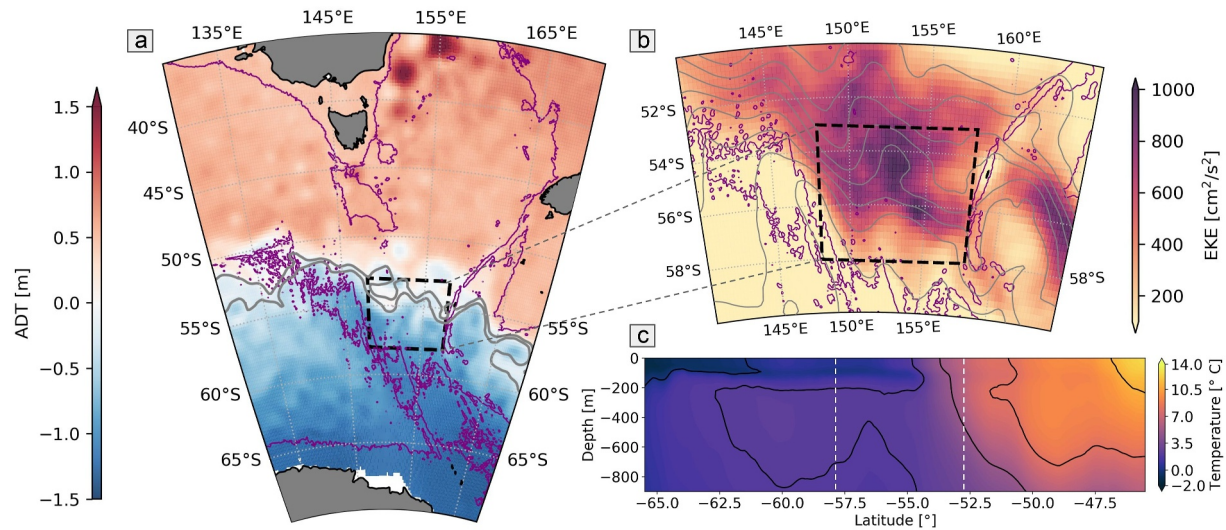 a
135°E
145°E
155°E
165°E
ADT [m]
1.5
1.0
0.5
0.0
−0.5
−1.0
−1.5
40°S
45°S
50°S
55°S
60°S
65°S
55°S
60°S
65°S
b
145°E
150°E
155°E
160°E
52°S
54°S
56°S
58°S
58°S
145°E
150°E
155°E
EKE [cm²/s²]
1000
800
600
400
200
c
Depth [m]
0
−200
−400
−600
−800
−65.0
−62.5
−60.0
−57.5
−55.0
−52.5
−50.0
−47.5
Latitude [°]
14.0
10.5
7.0
3.5
0.0
−2.0
Temperature [° C]